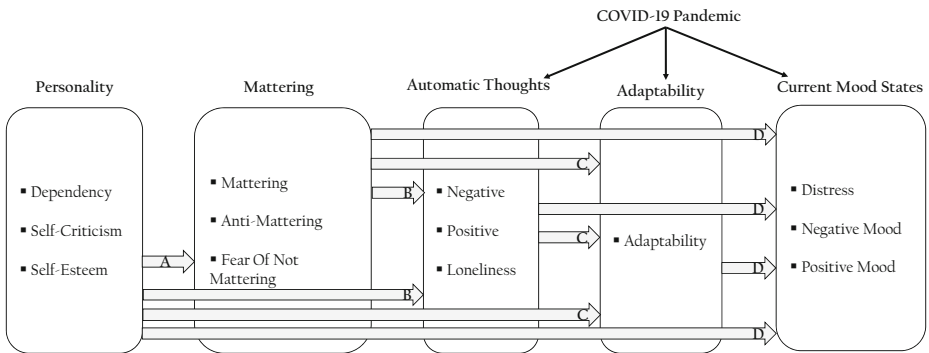 COVID-19 Pandemic
Personality
Mattering
Automatic Thoughts
Adaptability
Current Mood States
▪ Dependency
▪ Self-Criticism
▪ Self-Esteem
▪ Mattering
▪ Anti-Mattering
▪ Fear Of Not
Mattering
▪ Negative
▪ Positive
▪ Loneliness
▪ Adaptability
▪ Distress
▪ Negative Mood
▪ Positive Mood
D
C
B
D
C
A
D
B
C
D